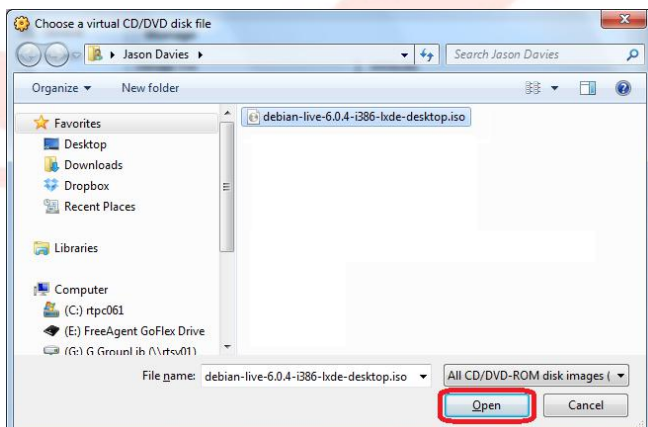 Choose a virtual CD/DVD disk file
Jason Davies
Search Jason Davies
Organize
New folder
Favorites
Desktop
Downloads
Dropbox
Recent Places
Libraries
Computer
(C:) rtpc061
(E:) FreeAgent GoFlex Drive
(G:) G GroupLib (\\rtsv01)
debian-live-6.0.4-i386-lxde-desktop.iso
File name: debian-live-6.0.4-i386-lxde-desktop.iso
All CD/DVD-ROM disk images (
Open
Cancel